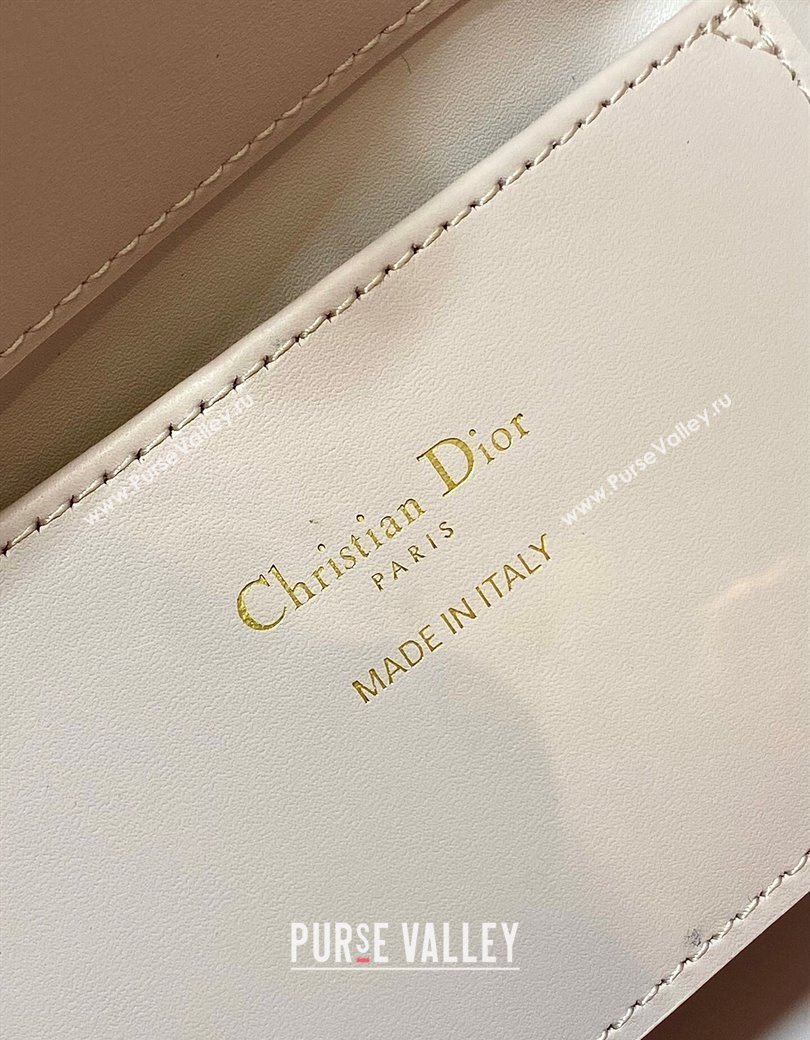 www.PurseValley.ru
www.PurseValley.ru
Christian Dior
PARIS
MADE IN ITALY
PURSE VALLEY